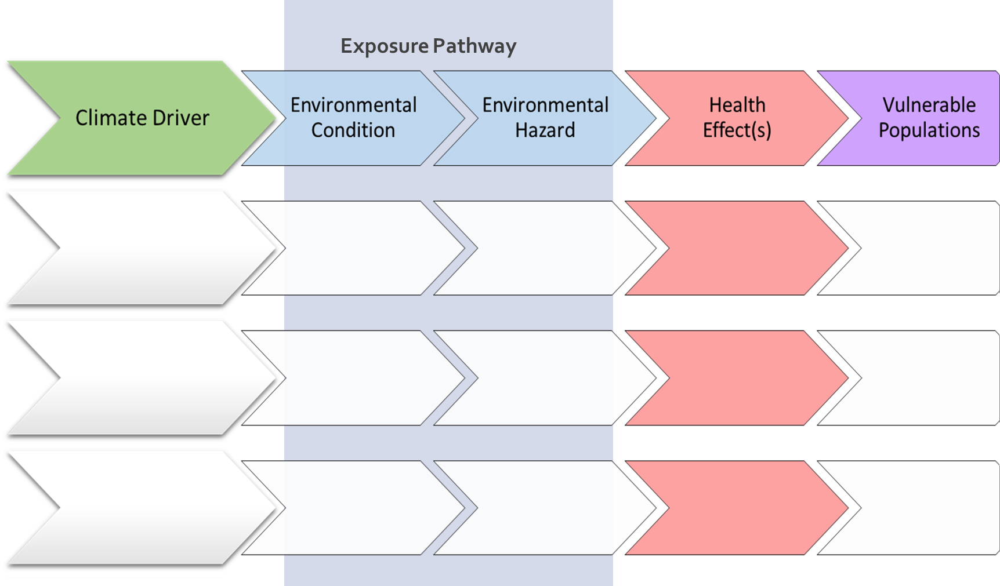 Exposure Pathway
Climate Driver
Environmental
Condition
Environmental
Hazard
Health
Effect(s)
Vulnerable
Populations